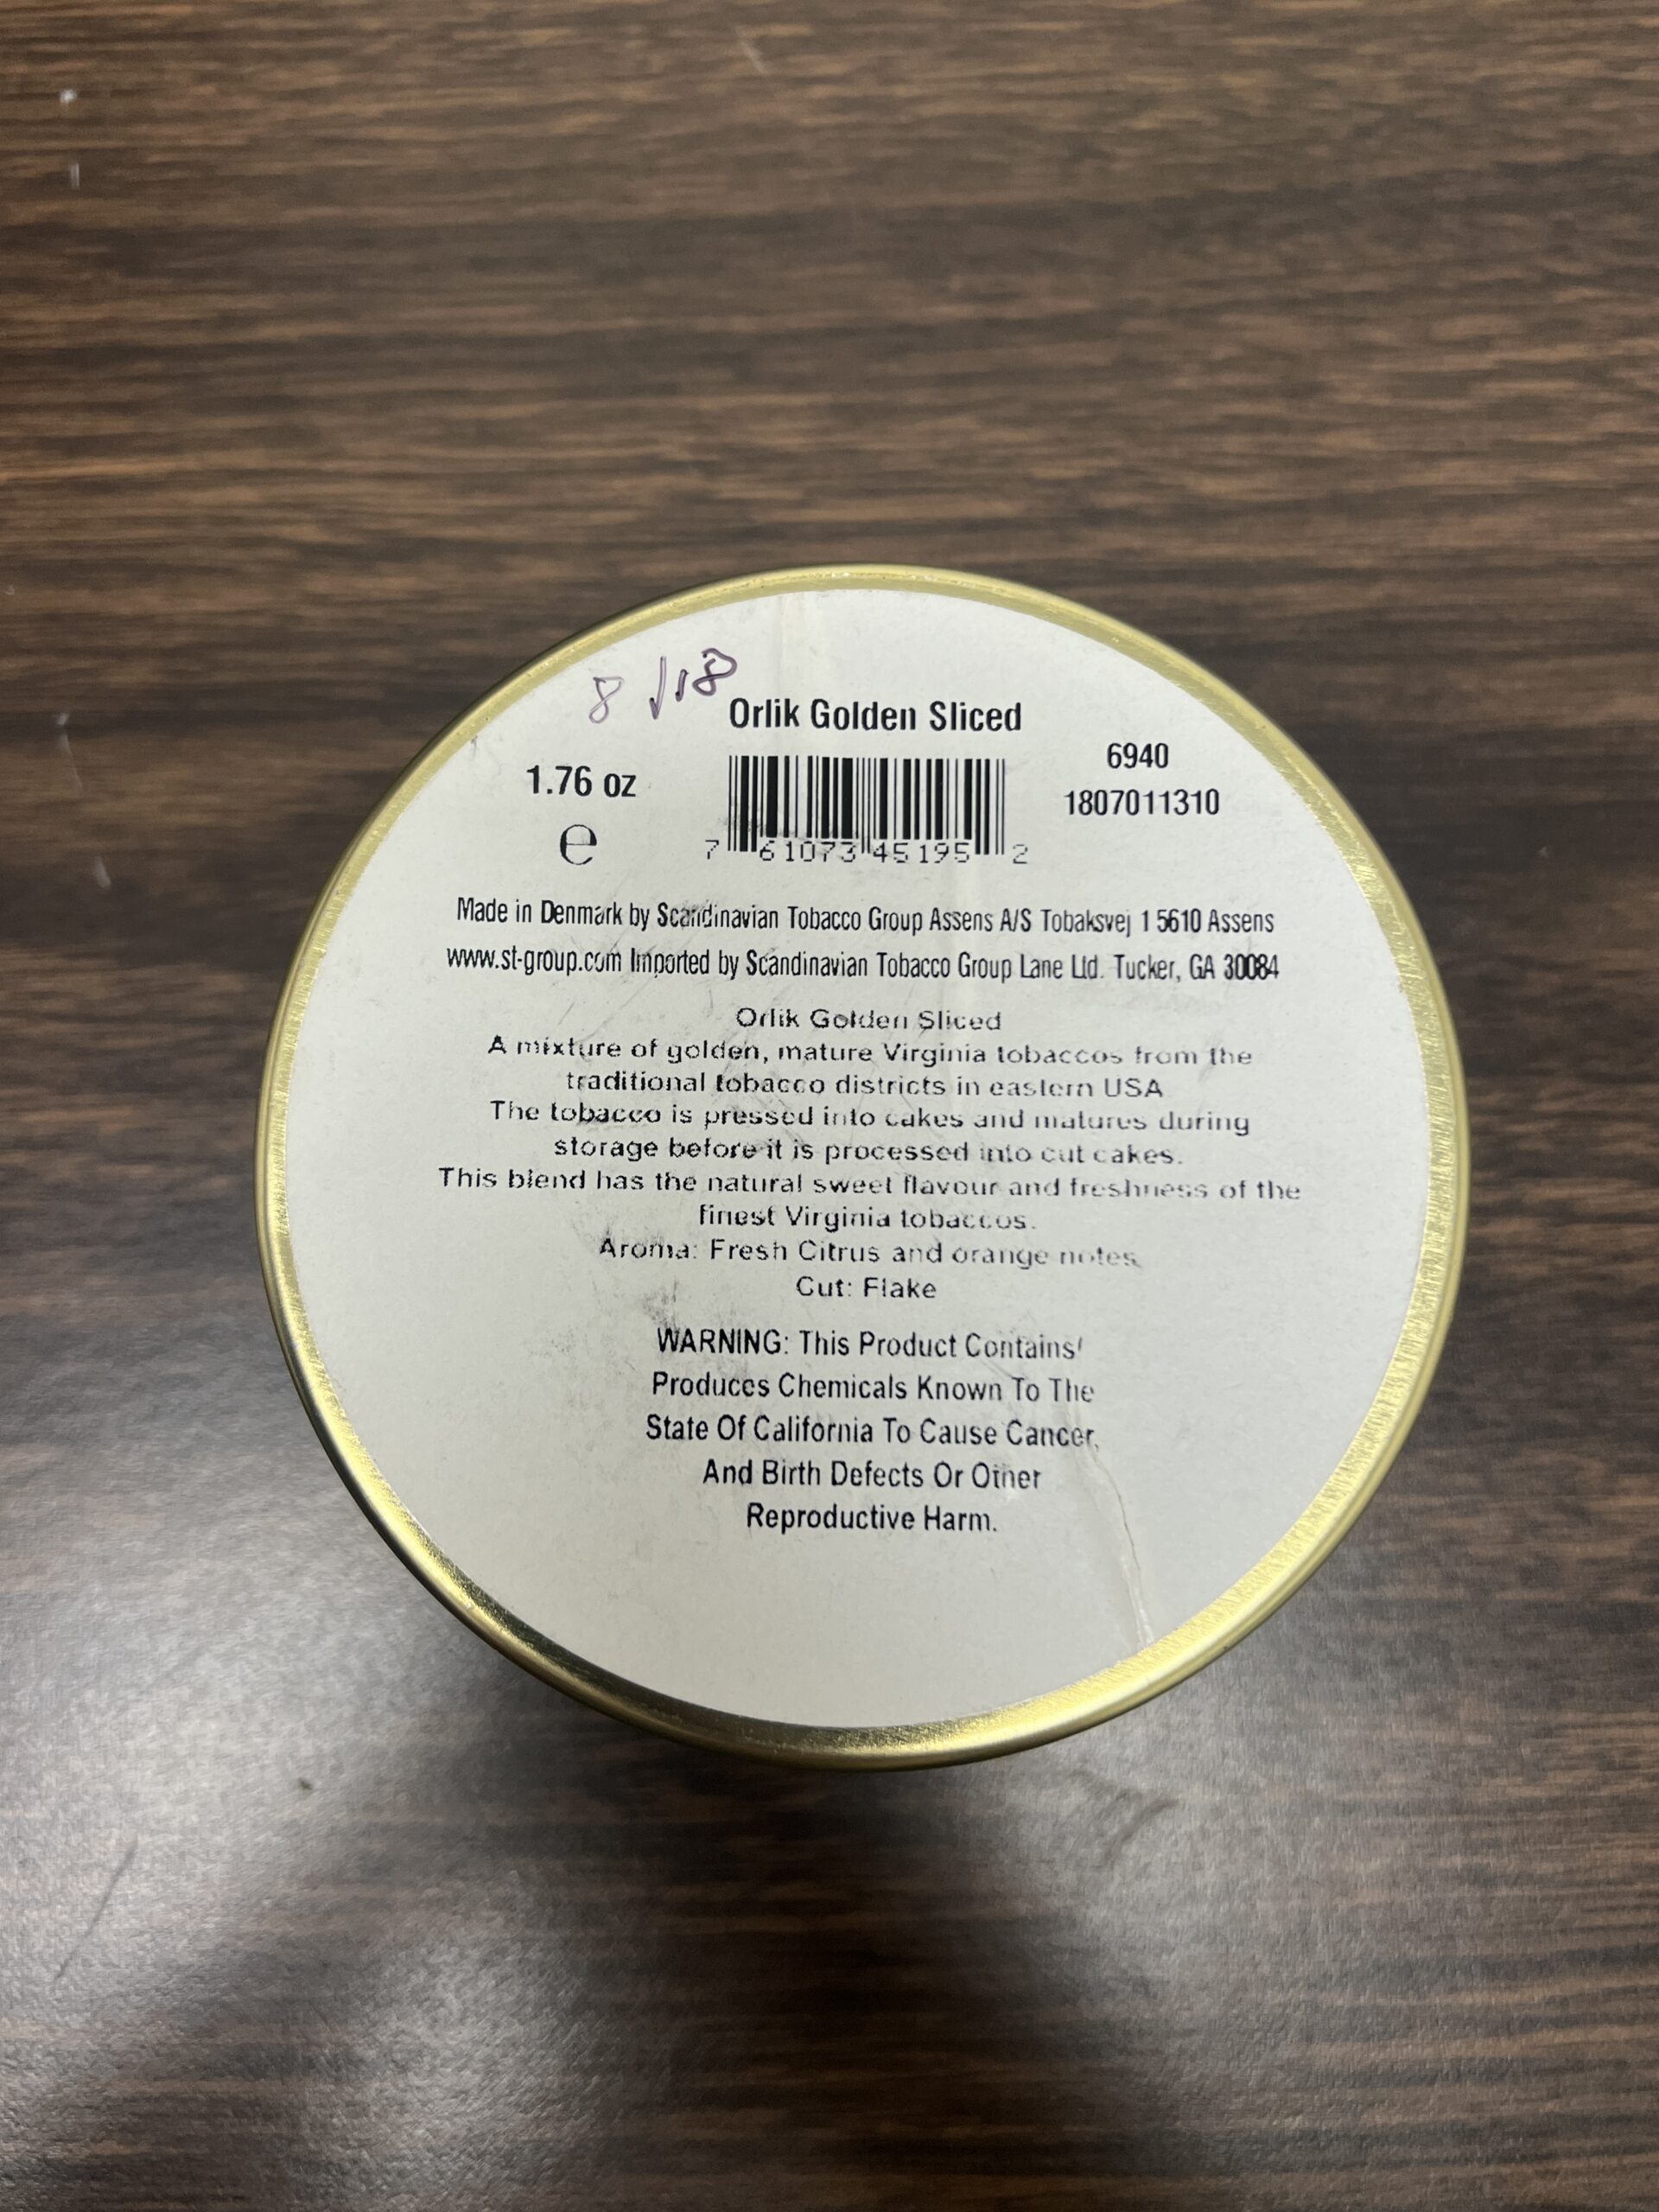 8/18
Orlik Golden Sliced
1.76 oz
e
6940
1807011310
7 61073 45195 2
Made in Denmark by Scandinavian Tobacco Group Assens A/S Tobaksvej 1 5610 Assens
www.st-group.com Imported by Scandinavian Tobacco Group Lane Ltd. Tucker, GA 30084
Orlik Golden Sliced
A mixture of golden, mature Virginia tobaccos from the
traditional tobacco districts in eastern USA
The tobacco is pressed into cakes and matures during
storage before it is processed into cut cakes.
This blend has the natural sweet flavour and freshness of the
finest Virginia tobaccos.
Aroma: Fresh Citrus and orange notes
Cut: Flake
WARNING: This Product Contains/
Produces Chemicals Known To The
State Of California To Cause Cancer,
And Birth Defects Or Other
Reproductive Harm.